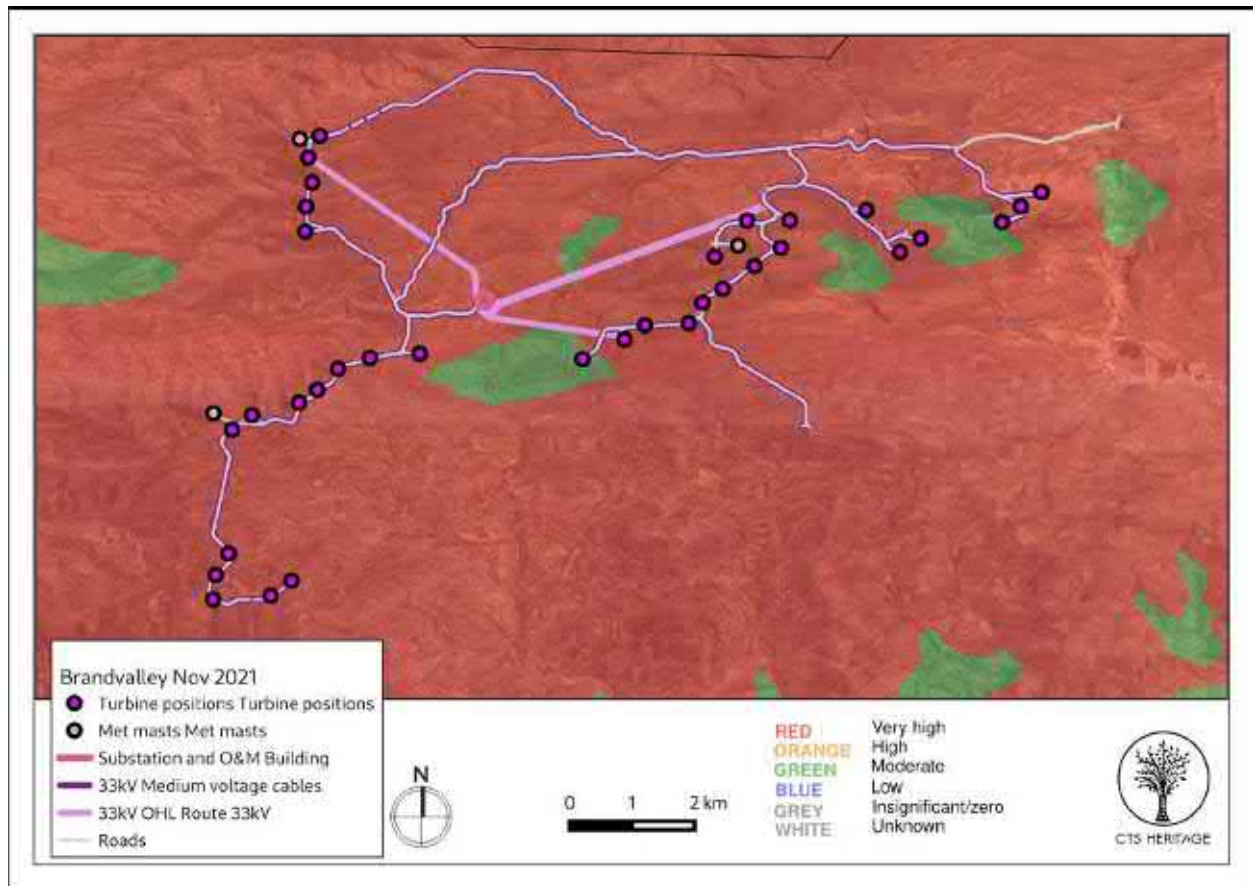 Brandvalley Nov 2021
Turbine positions Turbine positions
Met masts Met masts
Substation and O&M Building
33kV Medium voltage cables
33kV OHL Route 33kV
Roads
N
0 1 2 km
RED Very high
ORANGE High
GREEN Moderate
BLUE Low
GREY Insignificant/zero
WHITE Unknown
CTS HERITAGE